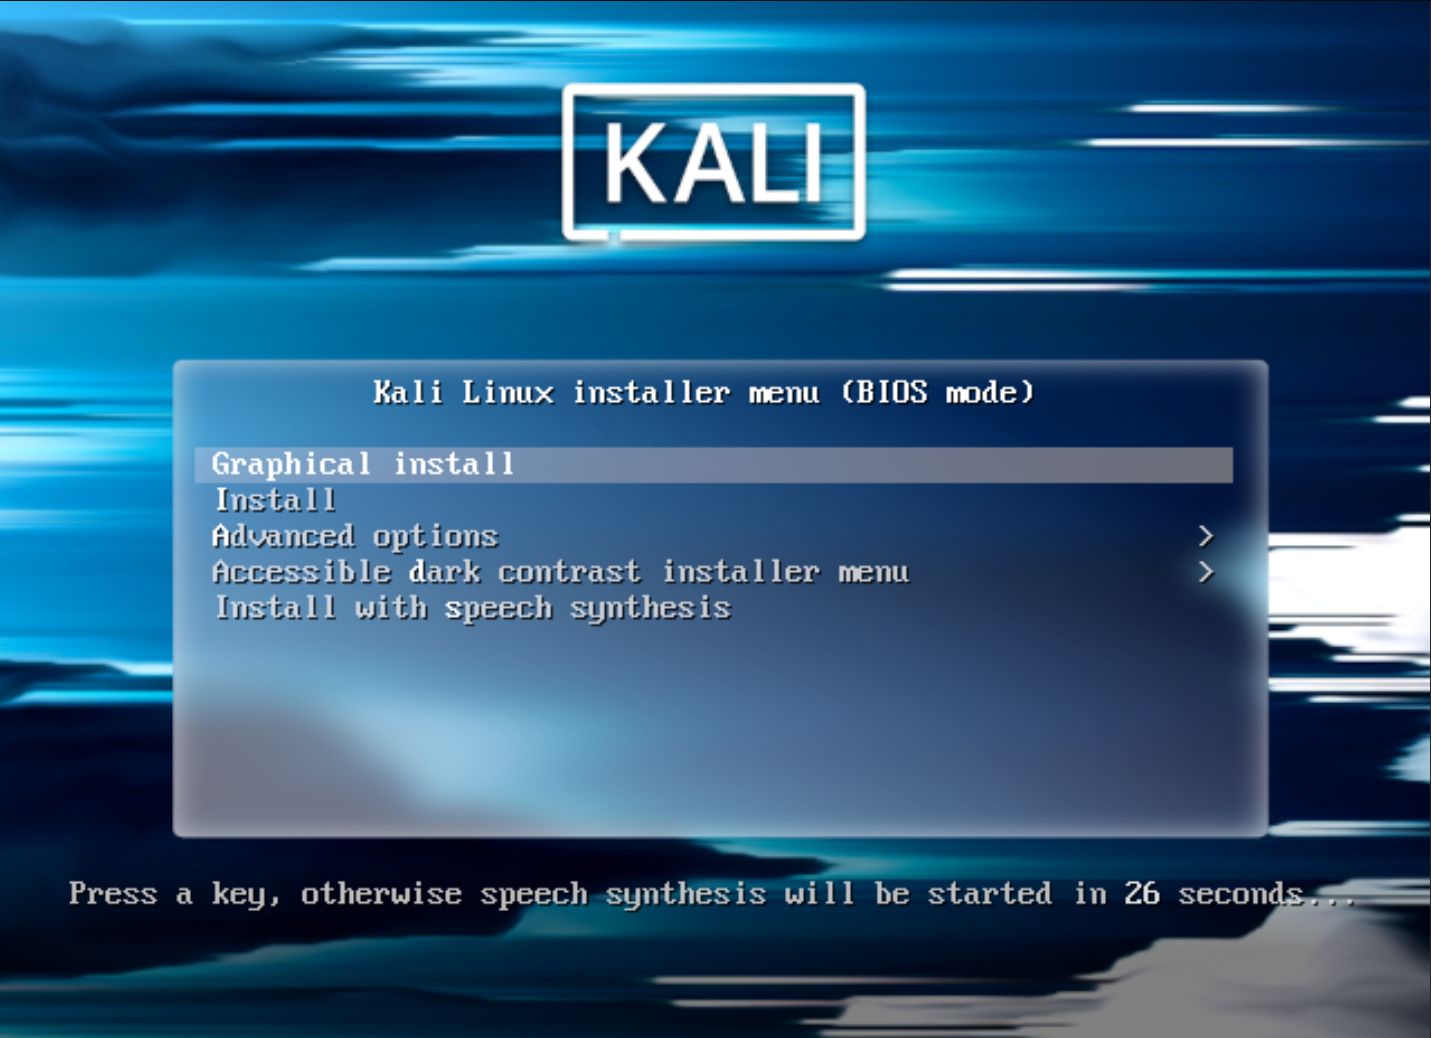 KALI
Kali Linux installer menu (BIOS mode)
Graphical install
Install
Advanced options >
Accessible dark contrast installer menu >
Install with speech synthesis
Press a key, otherwise speech synthesis will be started in 26 seconds...